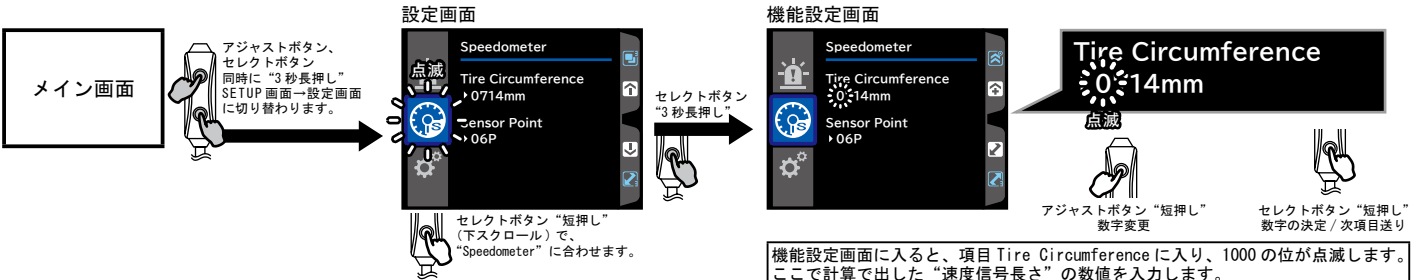 設定画面
機能設定画面
メイン画面
アジャストボタン、
セレクトボタン
同時に“3秒長押し”
SETUP画面→設定画面
に切り替わります。
点滅
Speedometer
Tire Circumference
0714mm
Sensor Point
06P
セレクトボタン“短押し”
(下スクロール)で、
“Speedometer”に合わせます。
セレクトボタン
“3秒長押し”
Speedometer
Tire Circumference
0714mm
Sensor Point
06P
Tire Circumference
0714mm
点滅
アジャストボタン“短押し”
数字変更
セレクトボタン“短押し”
数字の決定/次項目送り
機能設定画面に入ると、項目Tire Circumferenceに入り、1000の位が点滅します。
ここで計算で出した“速度信号長さ”の数値を入力します。